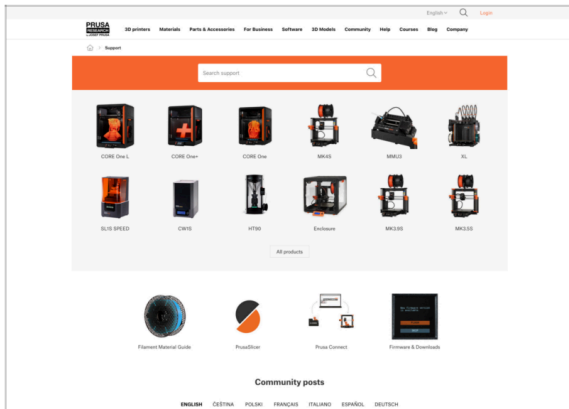 English
Login
PRUSA
RESEARCH
by JOSEF PRUSA
3D printers Materials Parts & Accessories For Business Software 3D Models Community Help Courses Blog Company
/ Support
Search support
CORE One L CORE One+ CORE One MK4S MMU3 XL
SL1S SPEED CW1S HT90 Enclosure MK3.9S MK3.5S
All products
Filament Material Guide PrusaSlicer Prusa Connect Firmware & Downloads
Community posts
ENGLISH ČEŠTINA POLSKI FRANÇAIS ITALIANO ESPAÑOL DEUTSCH